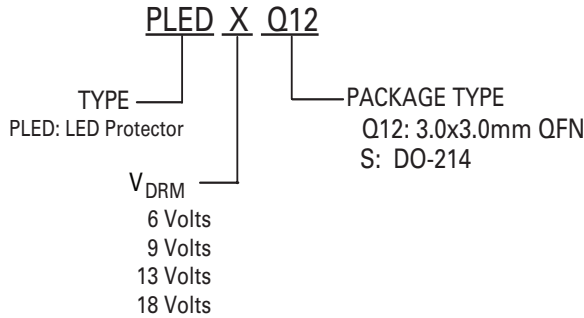 PLED X Q12
TYPE
PLED: LED Protector
PACKAGE TYPE
Q12: 3.0x3.0mm QFN
S: DO-214
VDRM
6 Volts
9 Volts
13 Volts
18 Volts